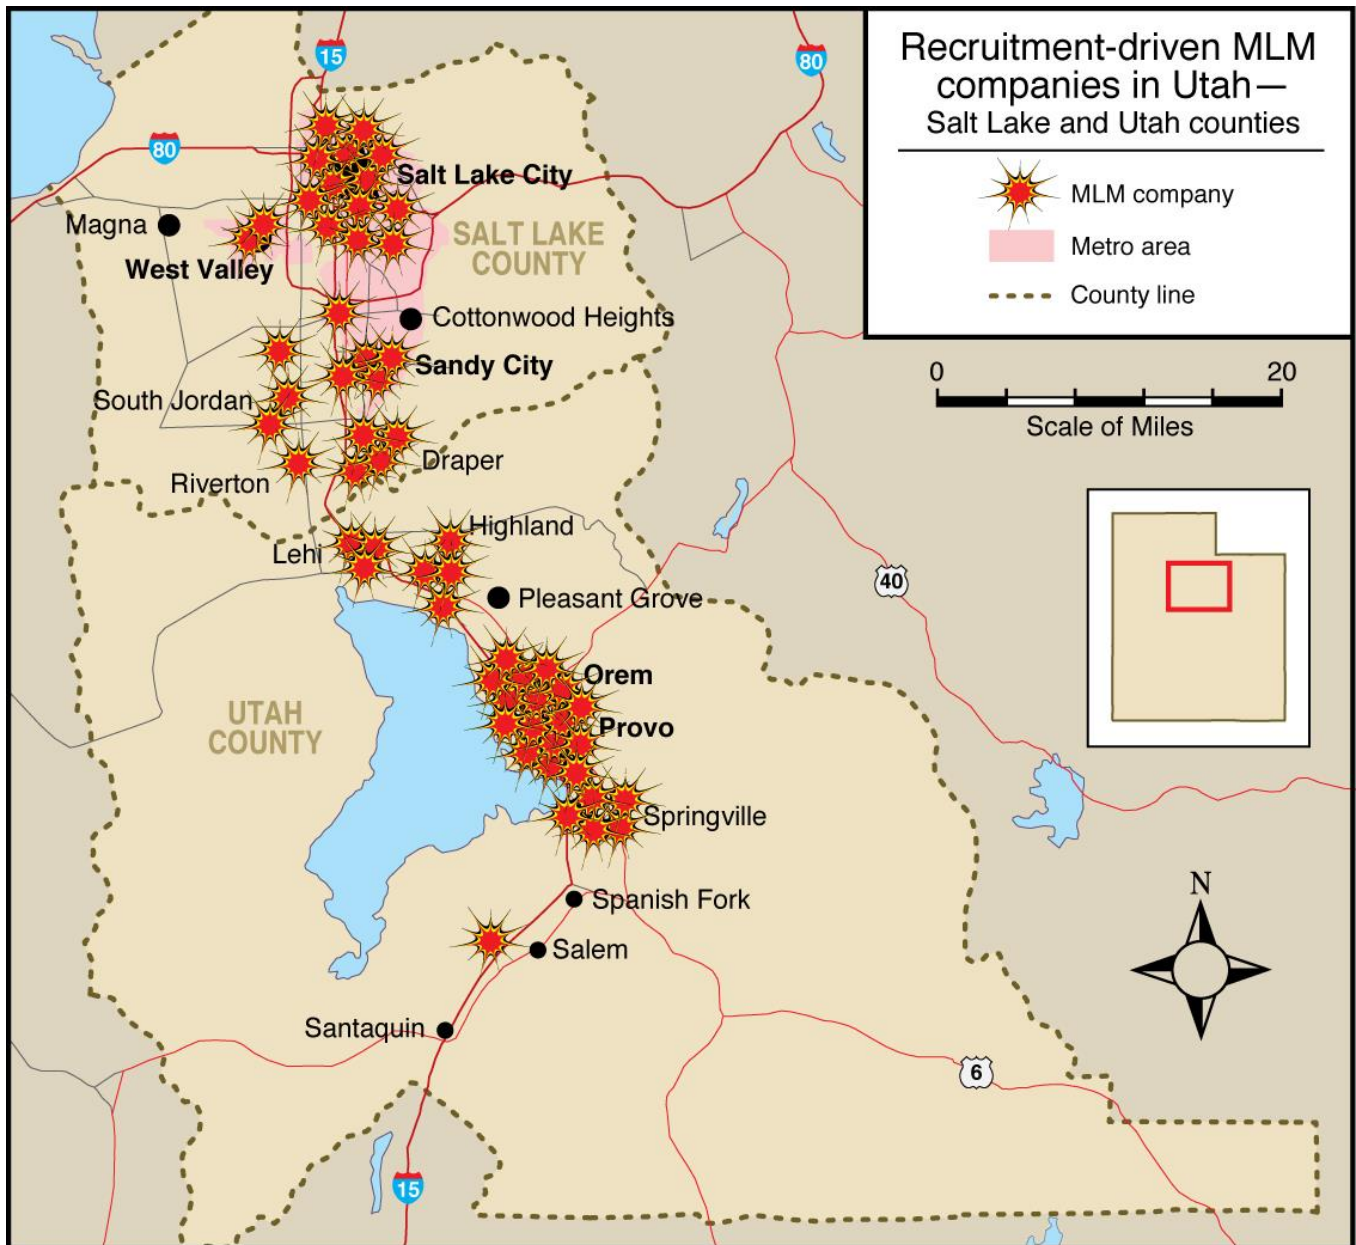 Recruitment-driven MLM
companies in Utah—
Salt Lake and Utah counties
MLM company
Metro area
County line
0 20
Scale of Miles
15
80
80
Salt Lake City
Magna
SALT LAKE
COUNTY
West Valley
Cottonwood Heights
Sandy City
South Jordan
Draper
Riverton
Highland
Lehi
40
Pleasant Grove
Orem
UTAH
COUNTY
Provo
Springville
N
Spanish Fork
Salem
Santaquin
6
15